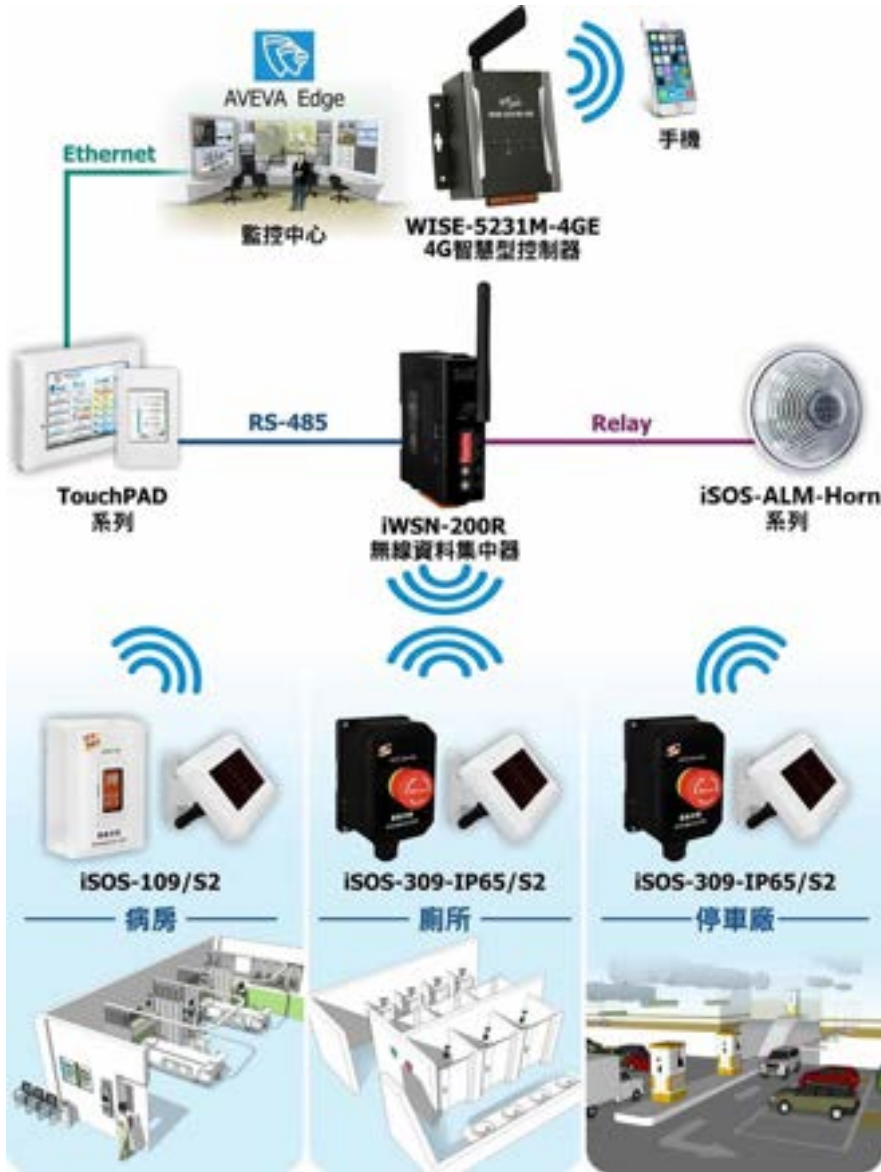 AVEVA Edge
Ethernet
監控中心
手機
WISE-5231M-4GE
4G智慧型控制器
RS-485
Relay
TouchPAD
系列
iWSN-200R
無線資料集中器
iSOS-ALM-Horn
系列
iSOS-109/S2
iSOS-309-IP65/S2
iSOS-309-IP65/S2
病房
廁所
停車廠